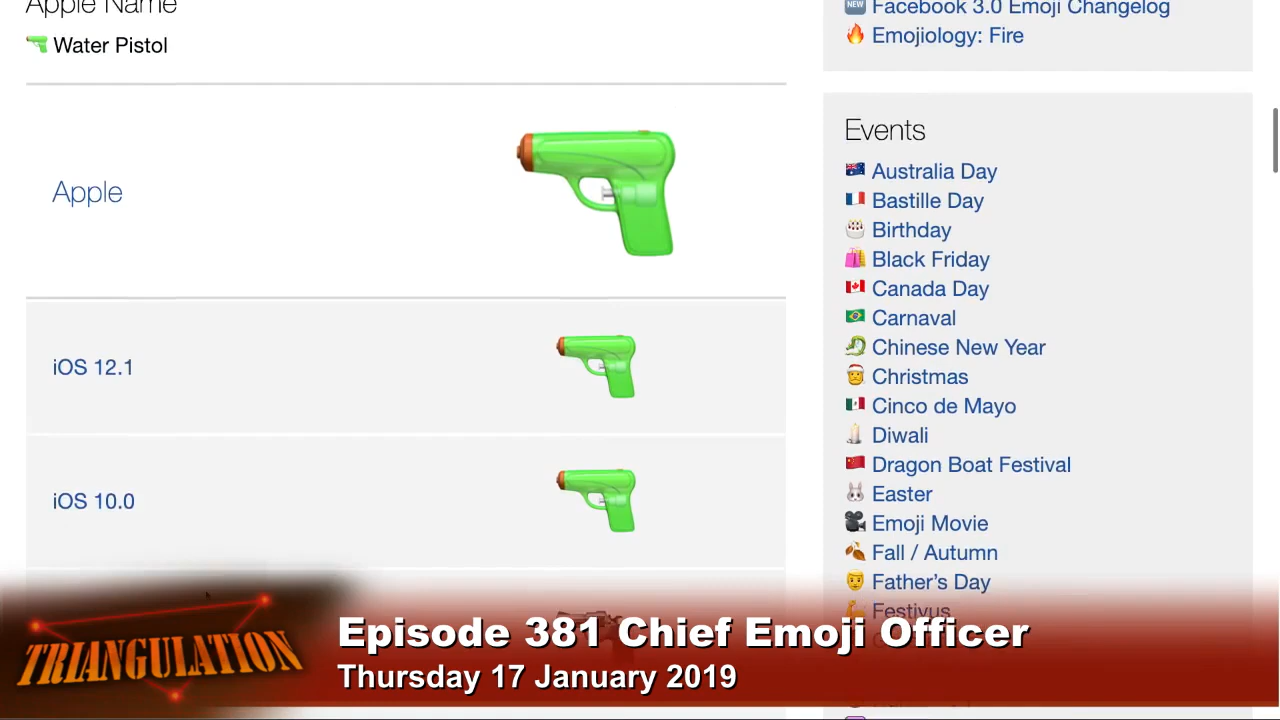 Apple Name
Water Pistol
Apple
iOS 12.1
iOS 10.0
NEW Facebook 3.0 Emoji Changelog
Emojiology: Fire
Events
Australia Day
Bastille Day
Birthday
Black Friday
Canada Day
Carnaval
Chinese New Year
Christmas
Cinco de Mayo
Diwali
Dragon Boat Festival
Easter
Emoji Movie
Fall / Autumn
Father’s Day
Festivus
TRIANGULATION
Episode 381 Chief Emoji Officer
Thursday 17 January 2019